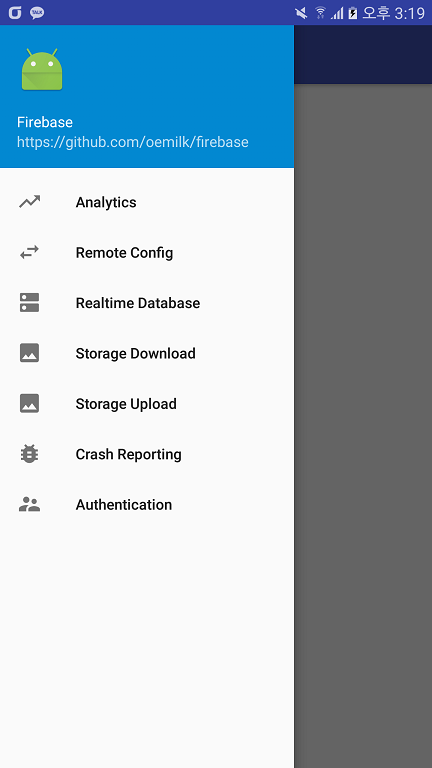 TALK
오후 3:19
Firebase
https://github.com/oemilk/firebase
Analytics
Remote Config
Realtime Database
Storage Download
Storage Upload
Crash Reporting
Authentication